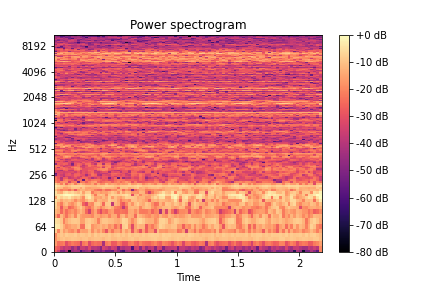 Power spectrogram
8192
4096
2048
1024
512
256
128
64
0
Hz
0
0.5
1
1.5
2
Time
+0 dB
-10 dB
-20 dB
-30 dB
-40 dB
-50 dB
-60 dB
-70 dB
-80 dB